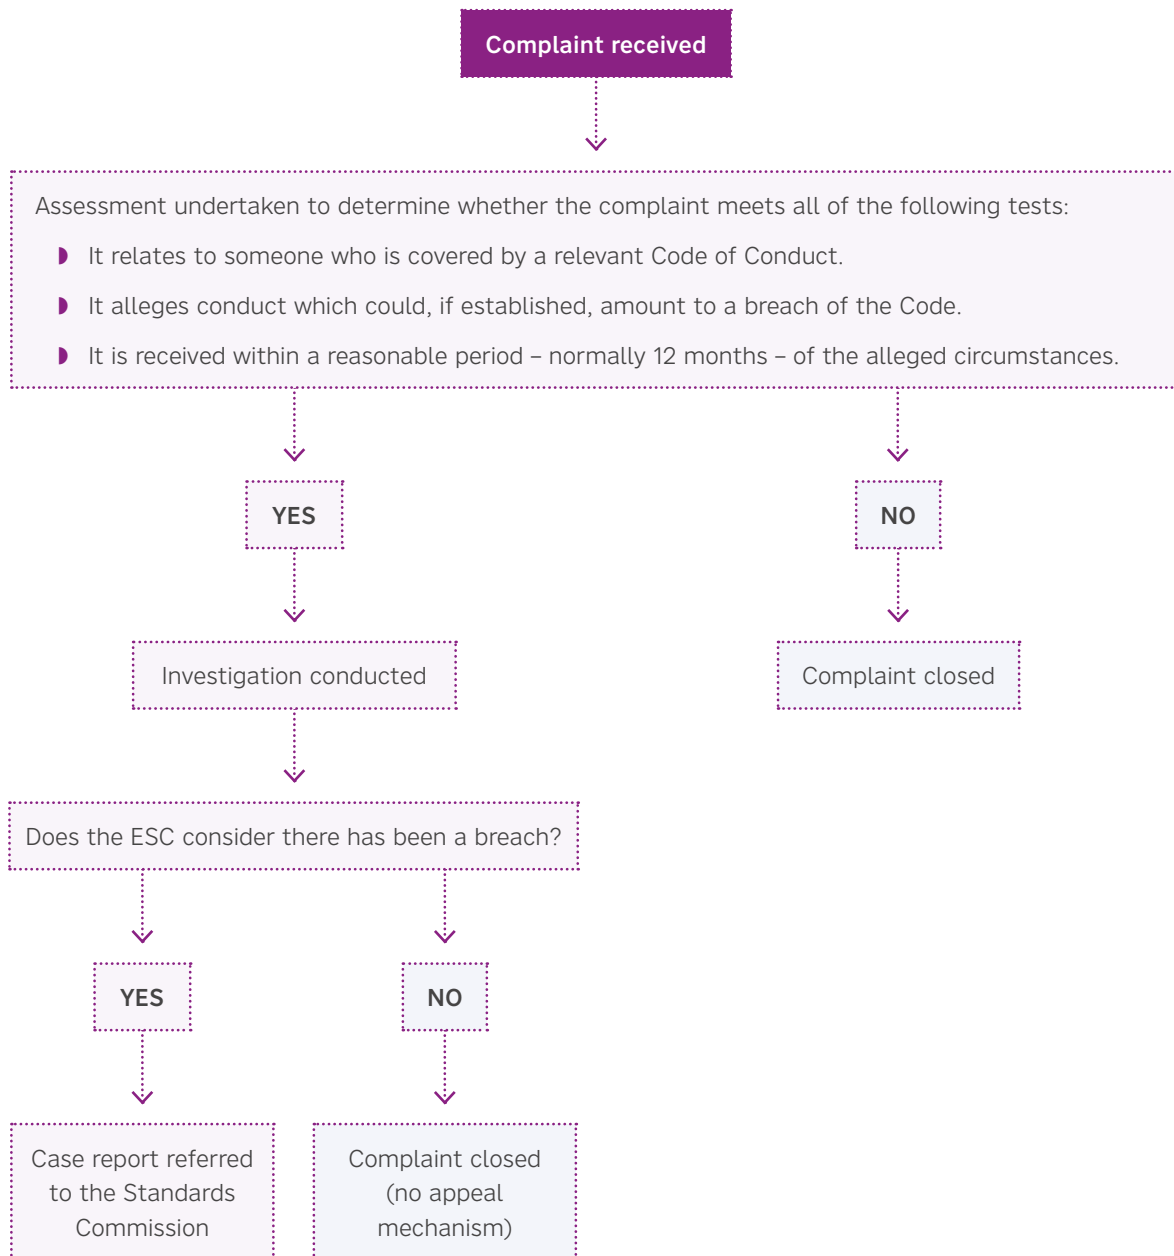 Complaint received
Assessment undertaken to determine whether the complaint meets all of the following tests:
It relates to someone who is covered by a relevant Code of Conduct.
It alleges conduct which could, if established, amount to a breach of the Code.
It is received within a reasonable period – normally 12 months – of the alleged circumstances.
YES
NO
Investigation conducted
Complaint closed
Does the ESC consider there has been a breach?
YES
NO
Case report referred
to the Standards
Commission
Complaint closed
(no appeal
mechanism)